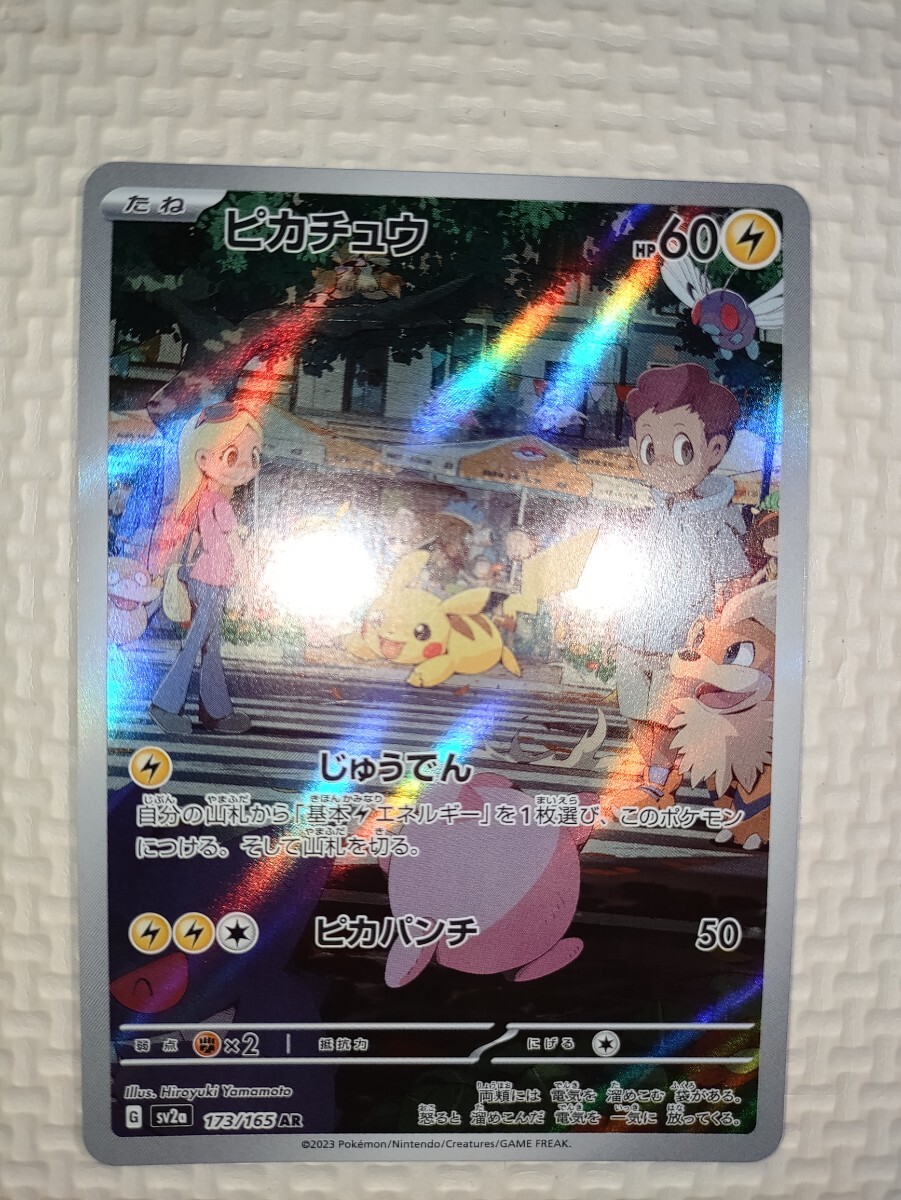 たね
ピカチュウ
HP60
じゅうでん
自分の山札から「基本エネルギー」を1枚選び、このポケモン
につける。そして山札を切る。
ピカパンチ 50
弱点 ×2 抵抗力 にげる
Illus. Hiroyuki Yamamoto
G sv2a 173/165 AR
両頬には 電気を 溜めこむ 袋がある。
怒ると 溜めこんだ 電気を 一気に 放ってくる。
©2023 Pokémon/Nintendo/Creatures/GAME FREAK.